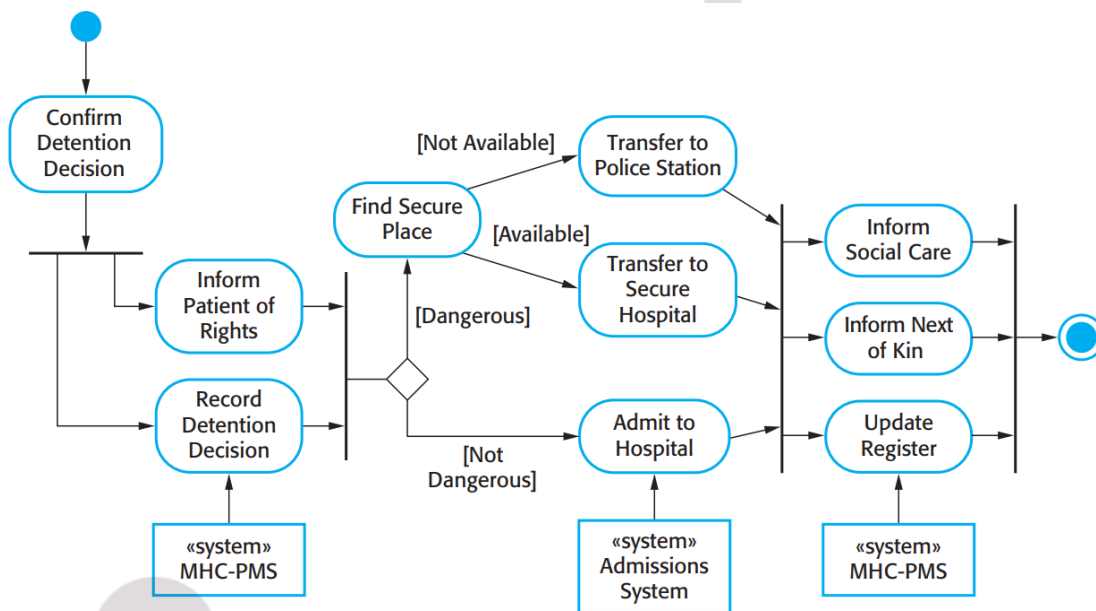 Confirm
Detention
Decision
Inform
Patient of
Rights
Record
Detention
Decision
«system»
MHC-PMS
Find Secure
Place
[Dangerous]
[Not
Dangerous]
[Not Available]
[Available]
Transfer to
Police Station
Transfer to
Secure
Hospital
Admit to
Hospital
«system»
Admissions
System
Inform
Social Care
Inform Next
of Kin
Update
Register
«system»
MHC-PMS